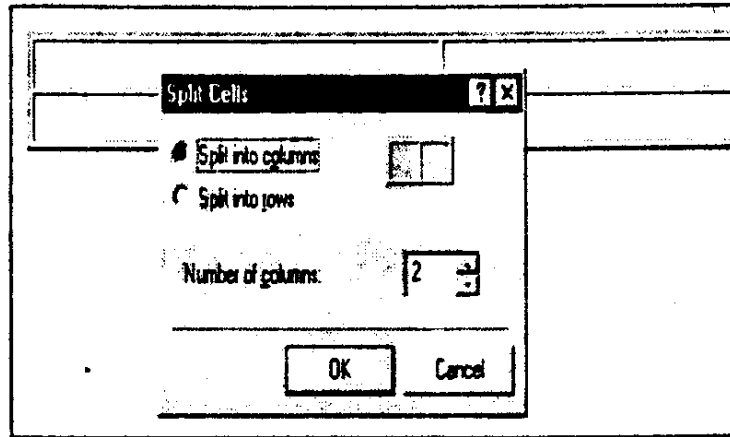 Split Cells
Split into columns
Split into rows
Number of columns: 2
OK Cancel